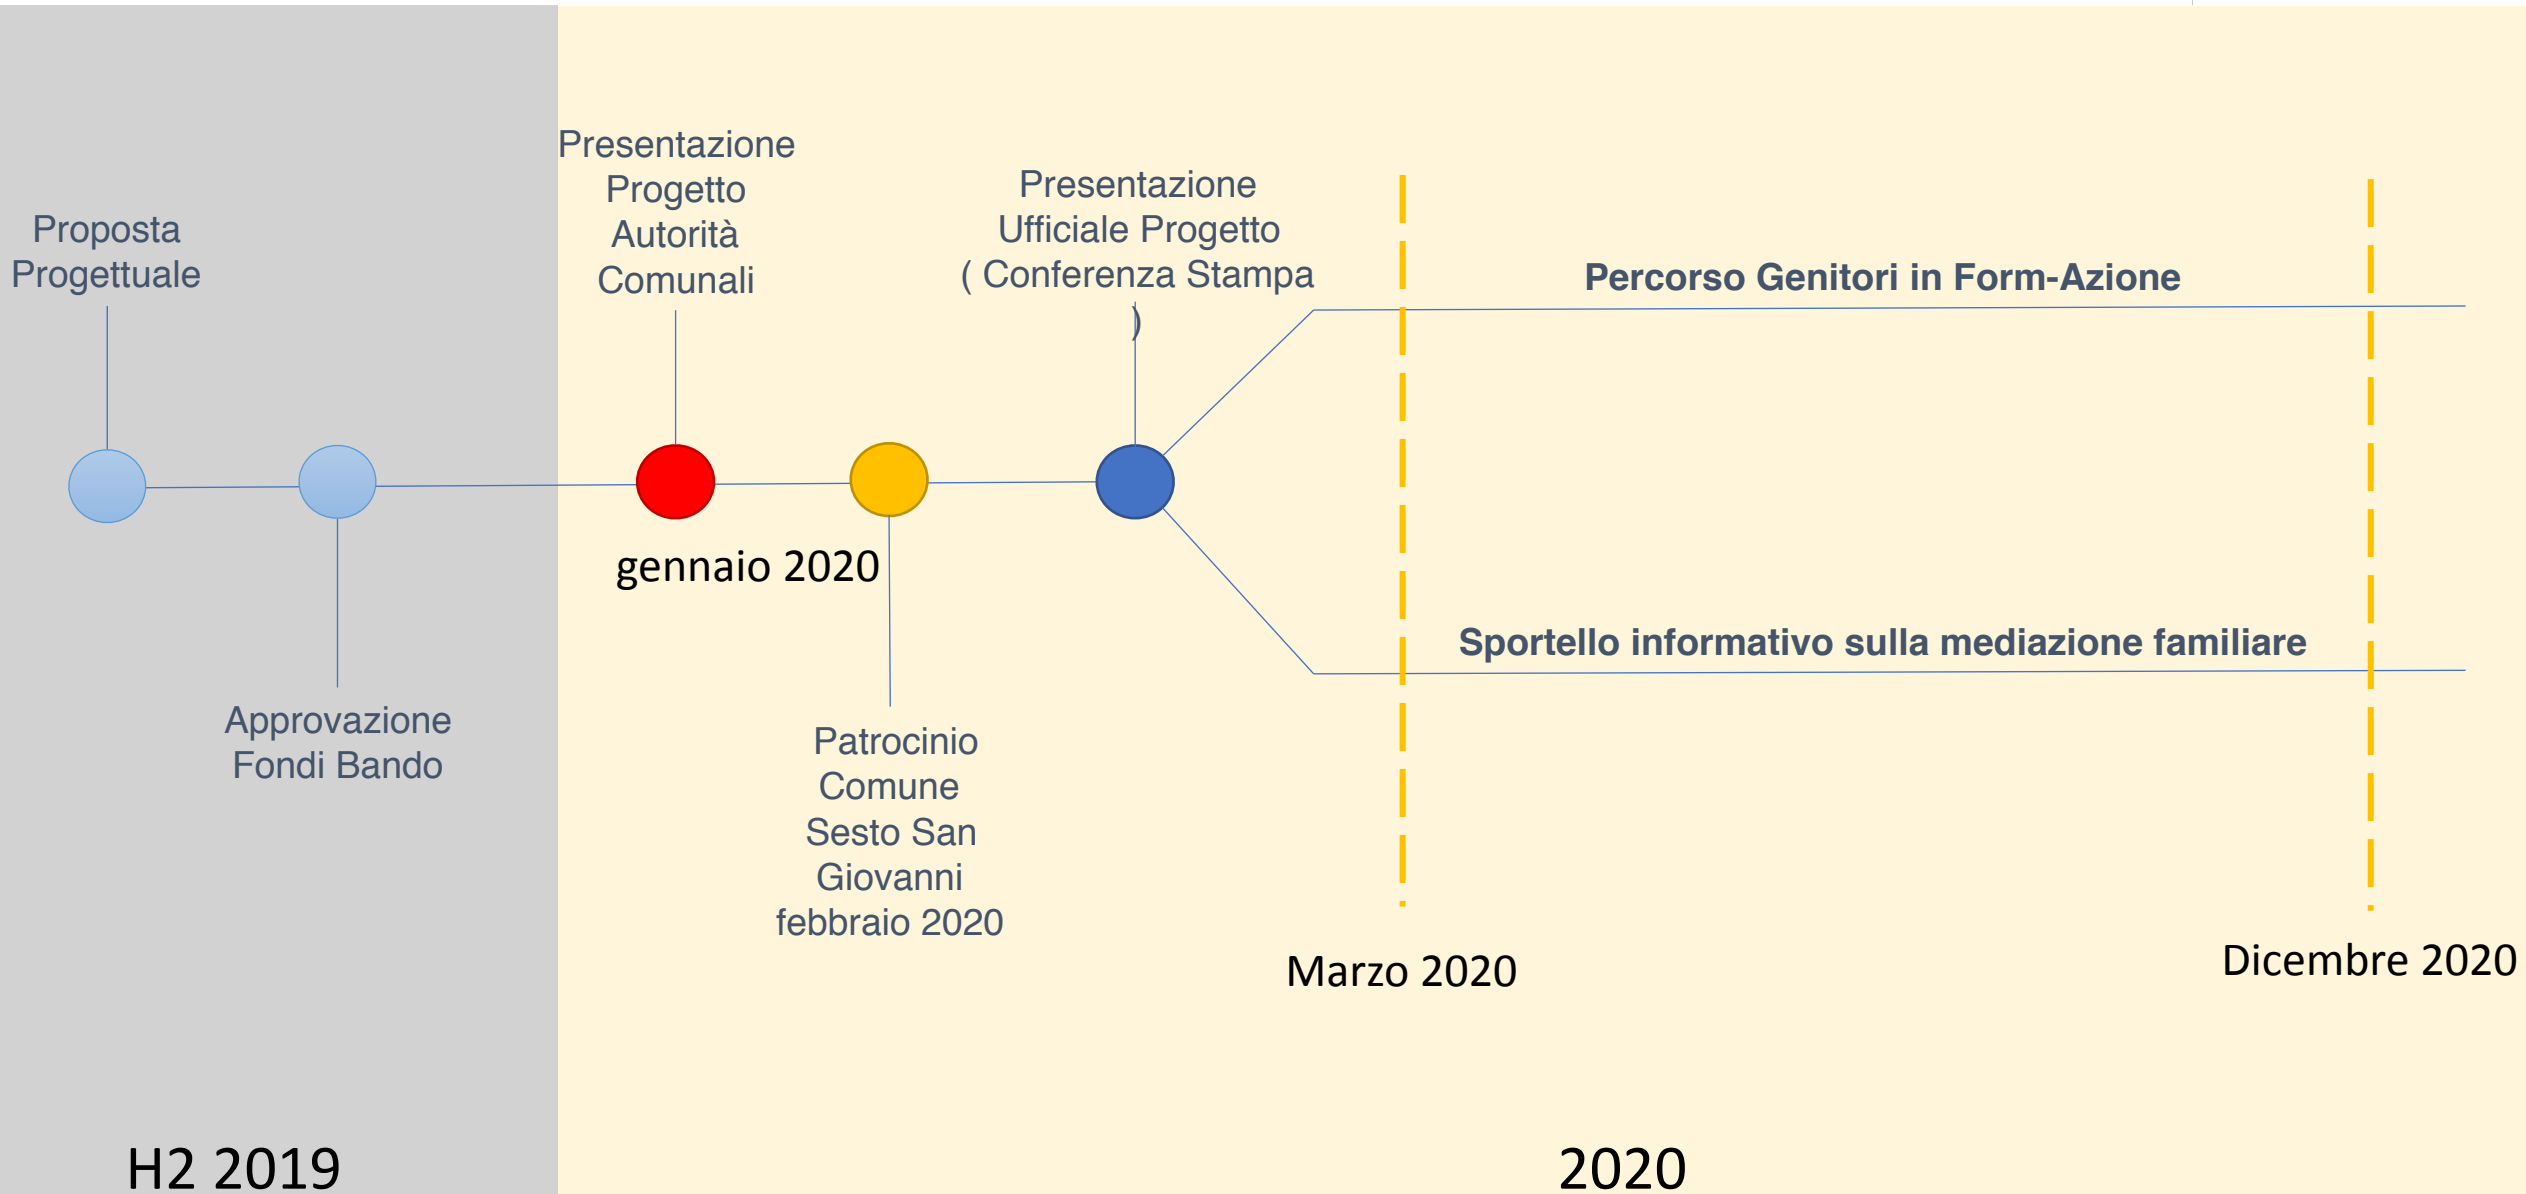 Proposta
Progettuale
Approvazione
Fondi Bando
Presentazione
Progetto
Autorità
Comunali
gennaio 2020
Patrocinio
Comune
Sesto San
Giovanni
febbraio 2020
Presentazione
Ufficiale Progetto
( Conferenza Stampa
)
Percorso Genitori in Form-Azione
Sportello informativo sulla mediazione familiare
Marzo 2020
Dicembre 2020
H2 2019
2020